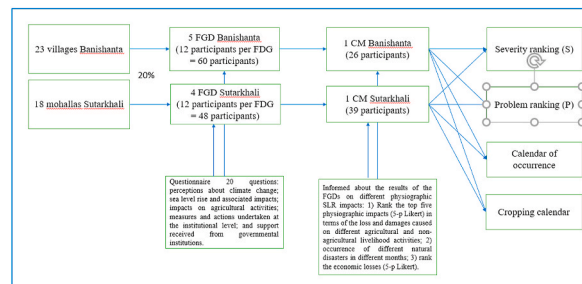 23 villages Banishanta
5 FGD Banishanta
(12 participants per FDG
= 60 participants)
1 CM Banishanta
(26 participants)
Severity ranking (S)
20%
18 mohallas Sutarkhali
4 FGD Sutarkhali
(12 participants per FDG
= 48 participants)
1 CM Sutarkhali
(39 participants)
Problem ranking (P)
Calendar of
occurrence
Cropping calendar
Questionnaire 20 questions:
perceptions about climate change;
sea level rise and associated impacts;
impacts on agricultural activities;
measures and actions undertaken at
the institutional level; and support
received from governmental
institutions.
Informed about the results of the
FGDs on different physiographic
SLR impacts: 1) Rank the top five
physiographic impacts (5-p Likert) in
terms of the loss and damages caused
on different agricultural and non-
agricultural livelihood activities; 2)
occurrence of different natural
disasters in different months; 3) rank
the economic losses (5-p Likert).